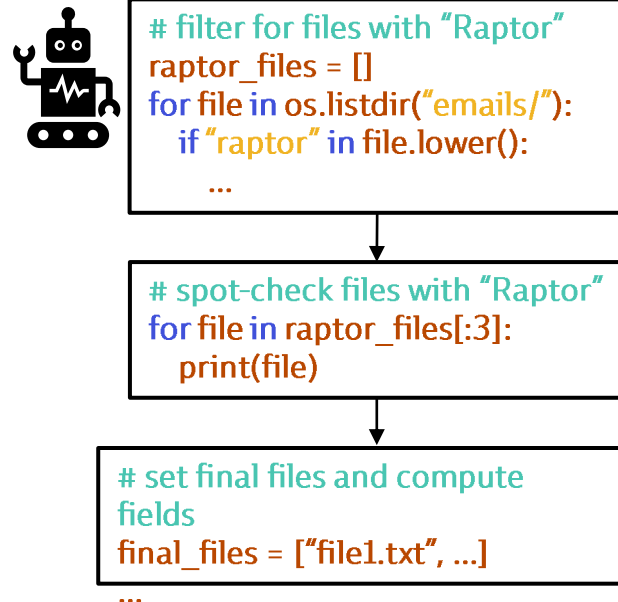 # filter for files with “Raptor”
raptor_files = []
for file in os.listdir(“emails/”):
if “raptor” in file.lower():
...
# spot-check files with “Raptor”
for file in raptor_files[:3]:
print(file)
# set final files and compute
fields
final_files = [“file1.txt”, ...]
...